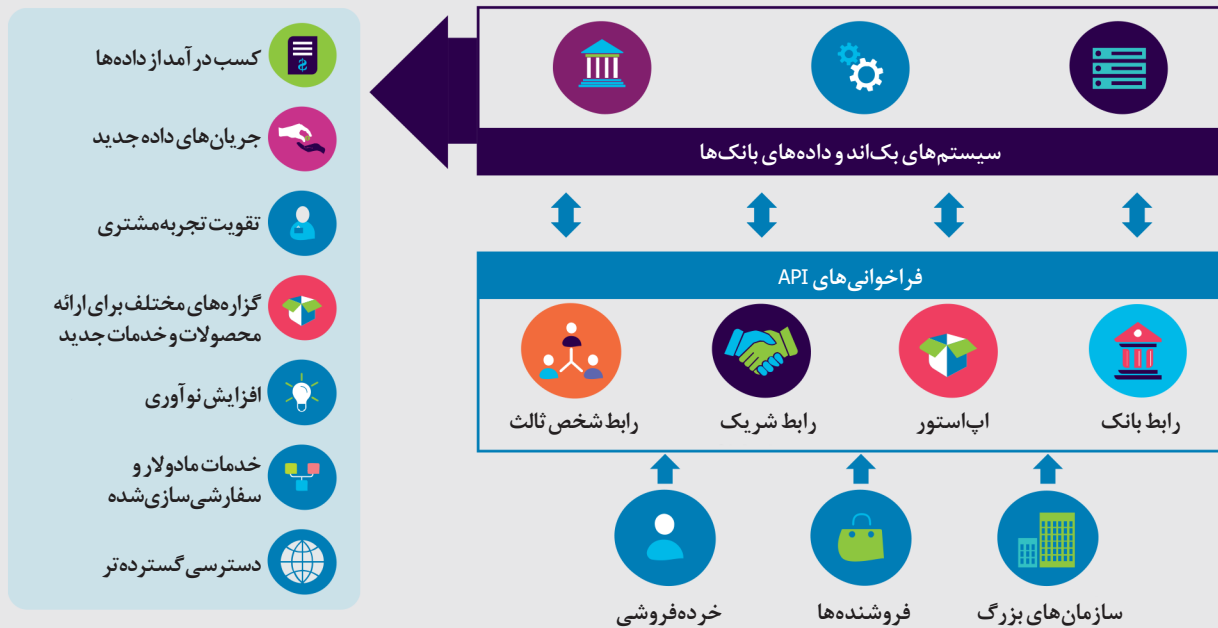 سیستم‌های بک‌اند و داده‌های بانک‌ها
فراخوانی‌های API
رابط بانک
اپ‌استور
رابط شریک
رابط شخص ثالث
سازمان‌های بزرگ
فروشنده‌ها
خرده‌فروشی
کسب درآمد از داده‌ها
جریان‌های داده جدید
تقویت تجربه مشتری
گزاره‌های مختلف برای ارائه
محصولات و خدمات جدید
افزایش نوآوری
خدمات مادولار و
سفارشی‌سازی‌شده
دسترسی گسترده‌تر